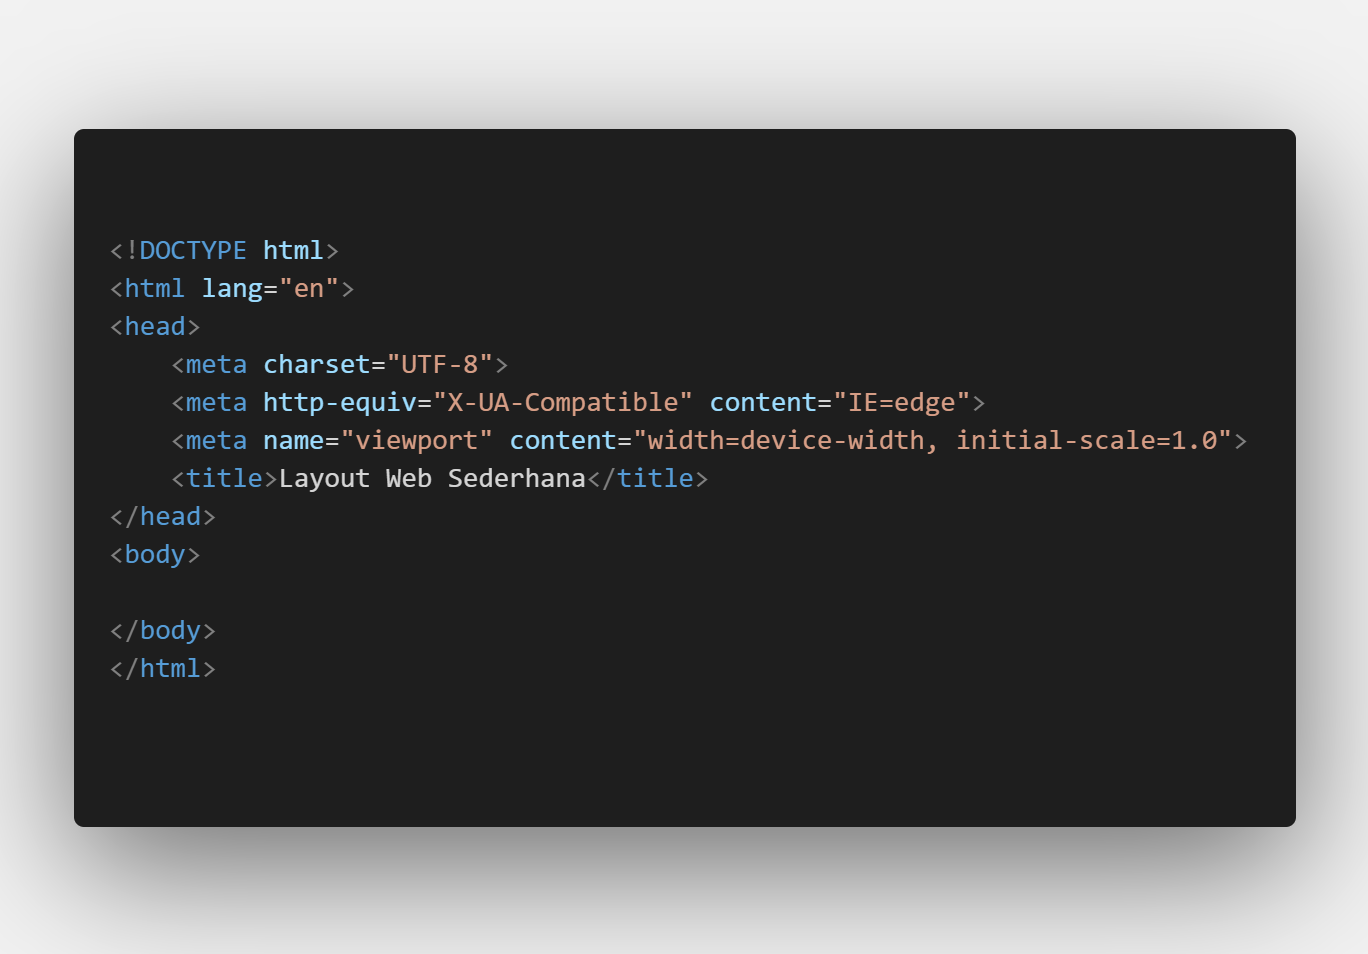 <!DOCTYPE html>
<html lang="en">
<head>
    <meta charset="UTF-8">
    <meta http-equiv="X-UA-Compatible" content="IE=edge">
    <meta name="viewport" content="width=device-width, initial-scale=1.0">
    <title>Layout Web Sederhana</title>
</head>
<body>

</body>
</html>